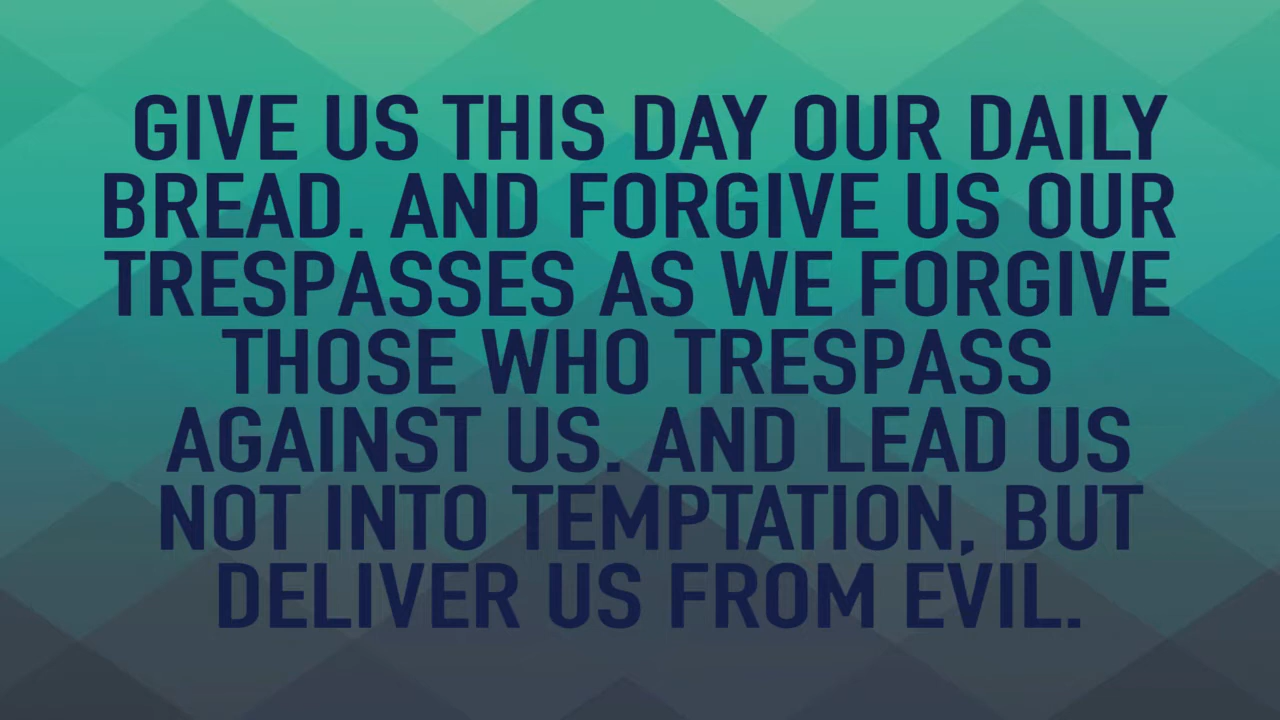 GIVE US THIS DAY OUR DAILY
BREAD. AND FORGIVE US OUR
TRESPASSES AS WE FORGIVE
THOSE WHO TRESPASS
AGAINST US. AND LEAD US
NOT INTO TEMPTATION, BUT
DELIVER US FROM EVIL.